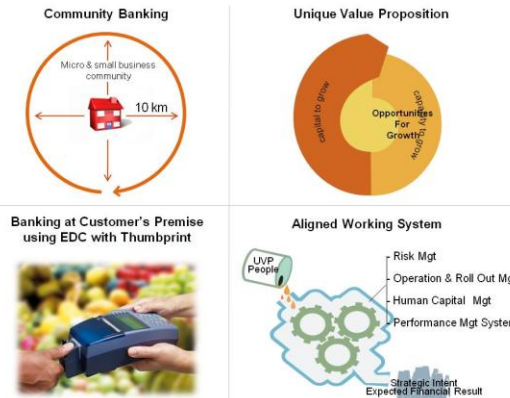 Community Banking
Micro & small business
community
10 km
Unique Value Proposition
capital to grow
Opportunities
For
Growth
capacity to grow
Banking at Customer's Premise
using EDC with Thumbprint
Aligned Working System
UVP
People
Risk Mgt
Operation & Roll Out Mg
Human Capital Mgt
Performance Mgt System
Strategic Intent
Expected Financial Result